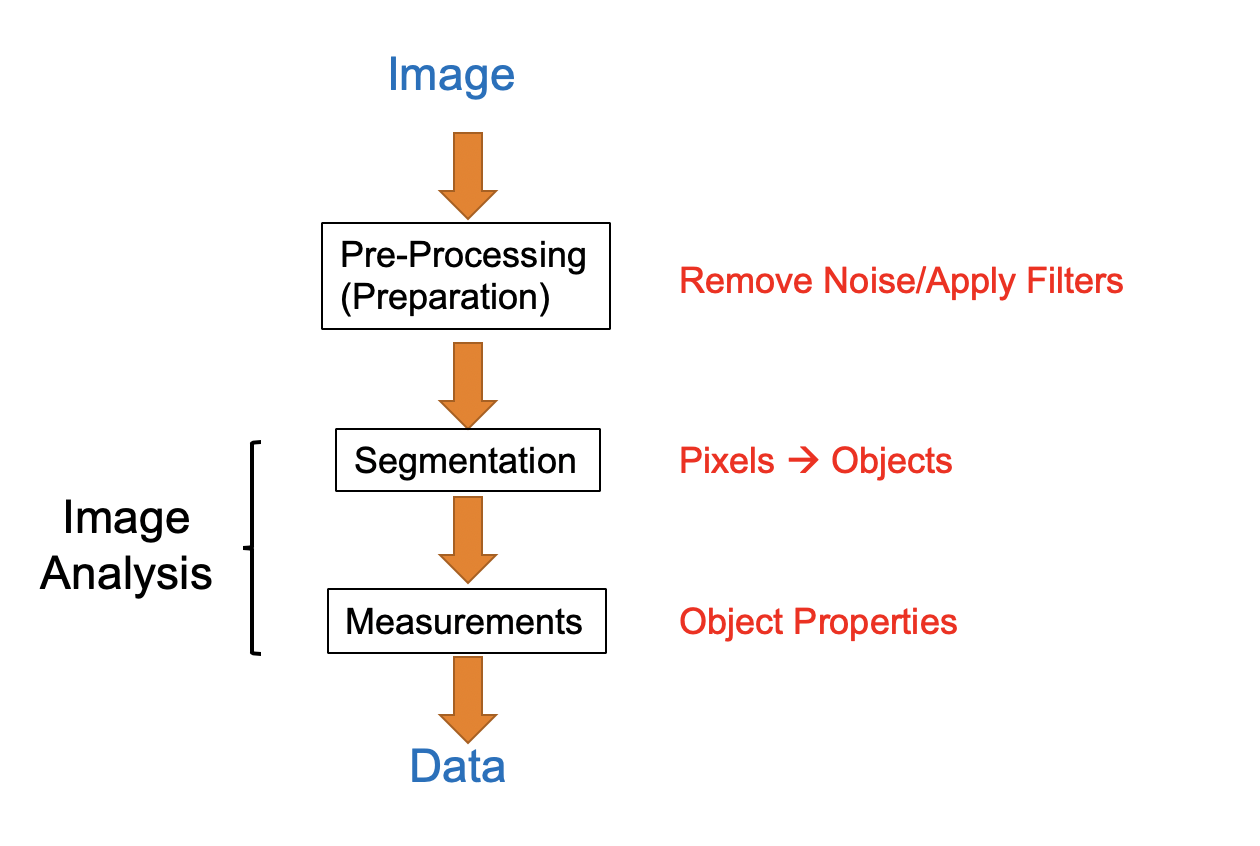 Image
Pre-Processing
(Preparation)
Remove Noise/Apply Filters
Segmentation
Pixels → Objects
Image
Analysis
Measurements
Object Properties
Data